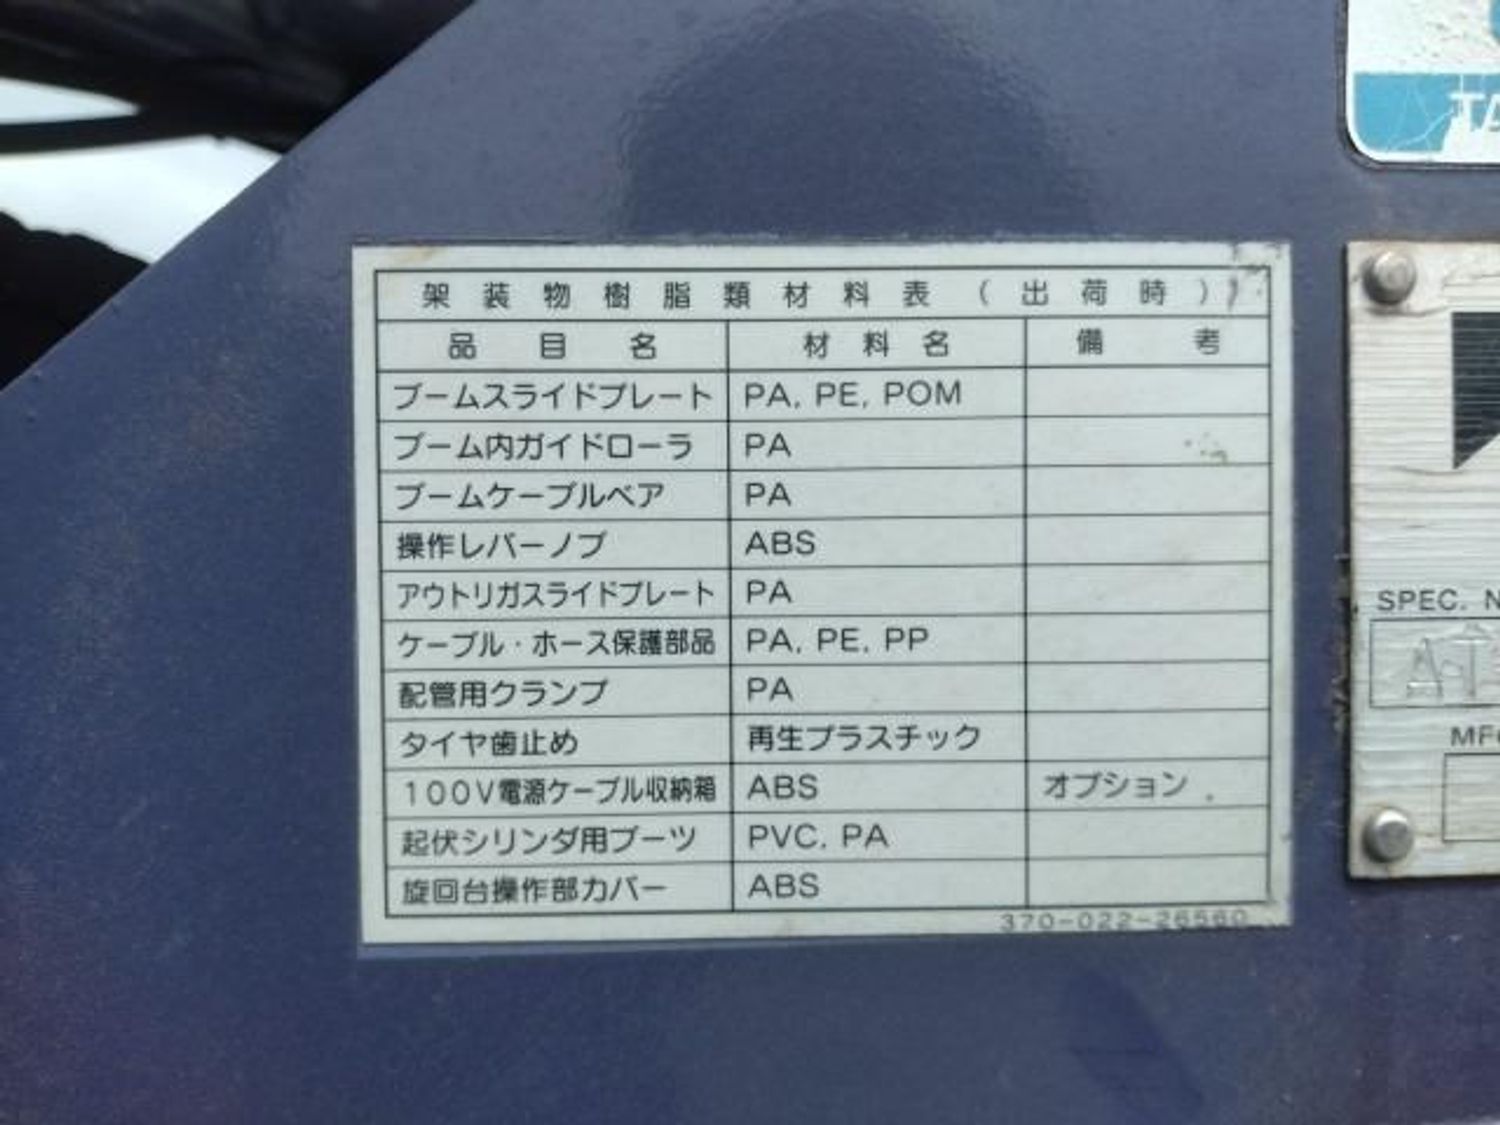 架装物樹脂類材料表（出荷時）
品目名 材料名 備考
ブームスライドプレート PA, PE, POM
ブーム内ガイドローラ PA
ブームケーブルベア PA
操作レバーノブ ABS
アウトリガスライドプレート PA
ケーブル・ホース保護部品 PA, PE, PP
配管用クランプ PA
タイヤ歯止め 再生プラスチック
100V電源ケーブル収納箱 ABS オプション
起伏シリンダ用ブーツ PVC, PA
旋回台操作部カバー ABS
370-022-26560
TA
SPEC. N
MF